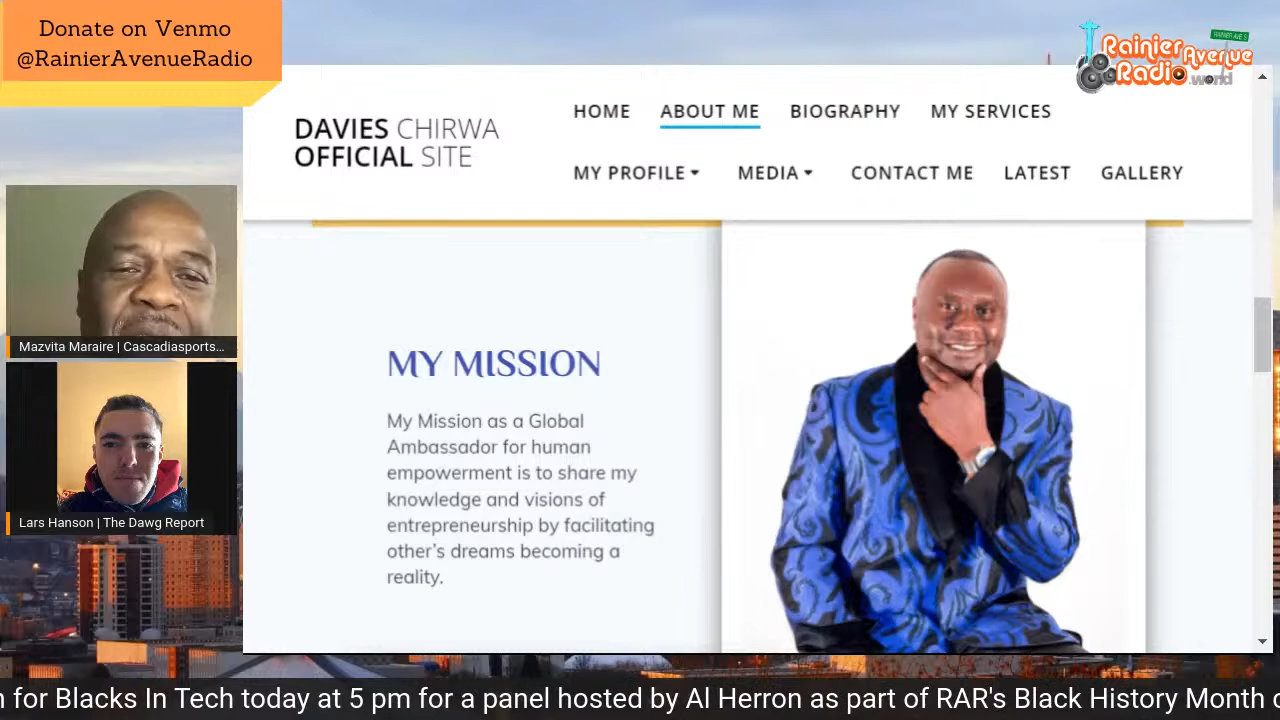 Donate on Venmo
@RainierAvenueRadio
RAINIER AVE S
Rainier Avenue
Radio.world
DAVIES CHIRWA
OFFICIAL SITE
HOME ABOUT ME BIOGRAPHY MY SERVICES
MY PROFILE MEDIA CONTACT ME LATEST GALLERY
MY MISSION
My Mission as a Global
Ambassador for human
empowerment is to share my
knowledge and visions of
entrepreneurship by facilitating
other's dreams becoming a
reality.
Mazvita Maraire | Cascadiasports...
Lars Hanson | The Dawg Report
for Blacks In Tech today at 5 pm for a panel hosted by Al Herron as part of RAR's Black History Month